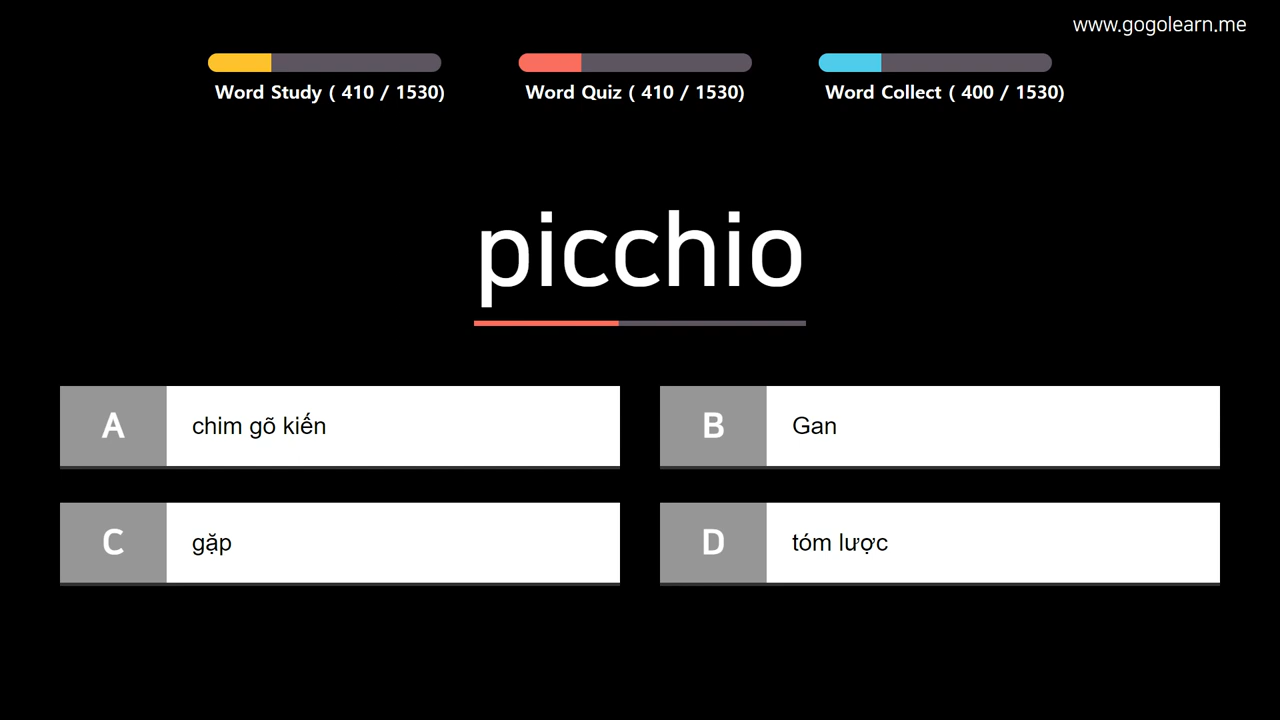 www.gogolearn.me
Word Study ( 410 / 1530)
Word Quiz ( 410 / 1530)
Word Collect ( 400 / 1530)
picchio
A
chim gõ kiến
B
Gan
C
gặp
D
tóm lược